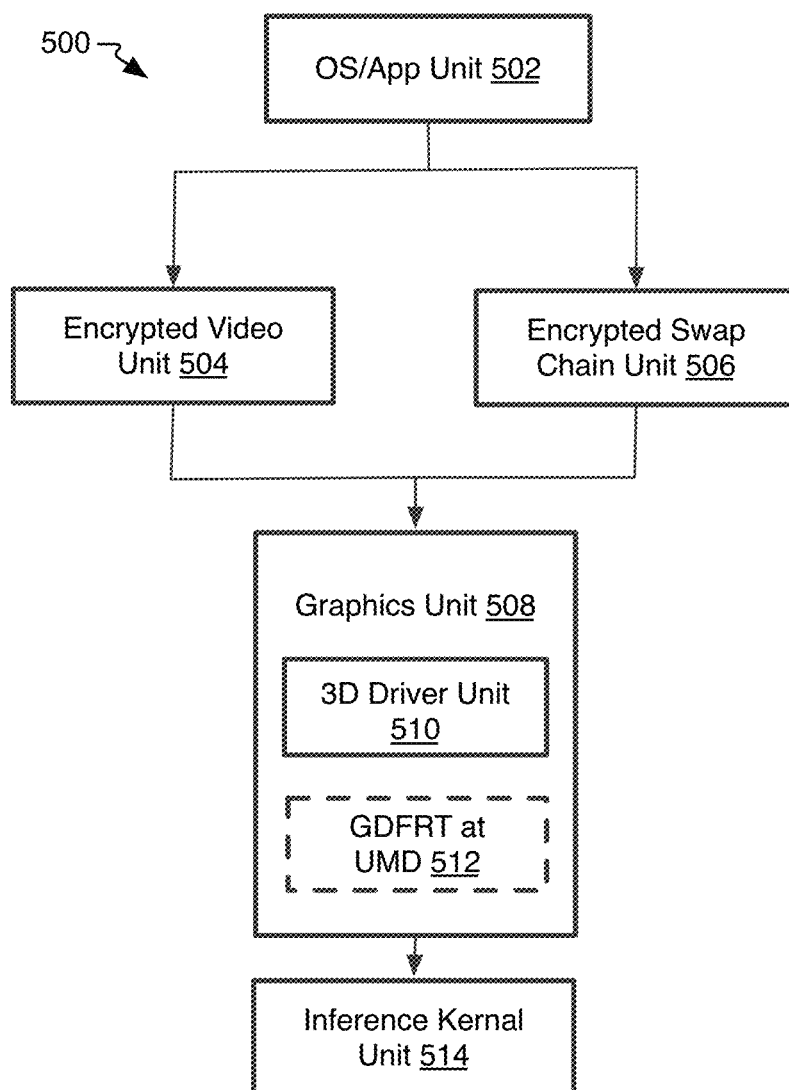 500
OS/App Unit 502
Encrypted Video
Unit 504
Encrypted Swap
Chain Unit 506
Graphics Unit 508
3D Driver Unit
510
GDFRT at
UMD 512
Inference Kernal
Unit 514